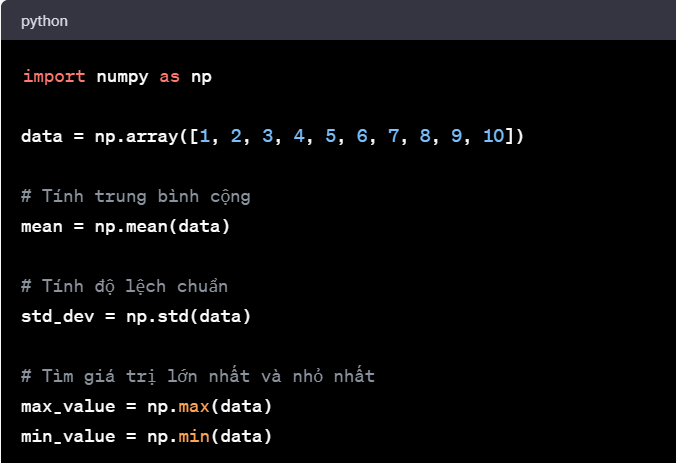 python
import numpy as np
data = np.array([1, 2, 3, 4, 5, 6, 7, 8, 9, 10])
# Tính trung bình cộng
mean = np.mean(data)
# Tính độ lệch chuẩn
std_dev = np.std(data)
# Tìm giá trị lớn nhất và nhỏ nhất
max_value = np.max(data)
min_value = np.min(data)